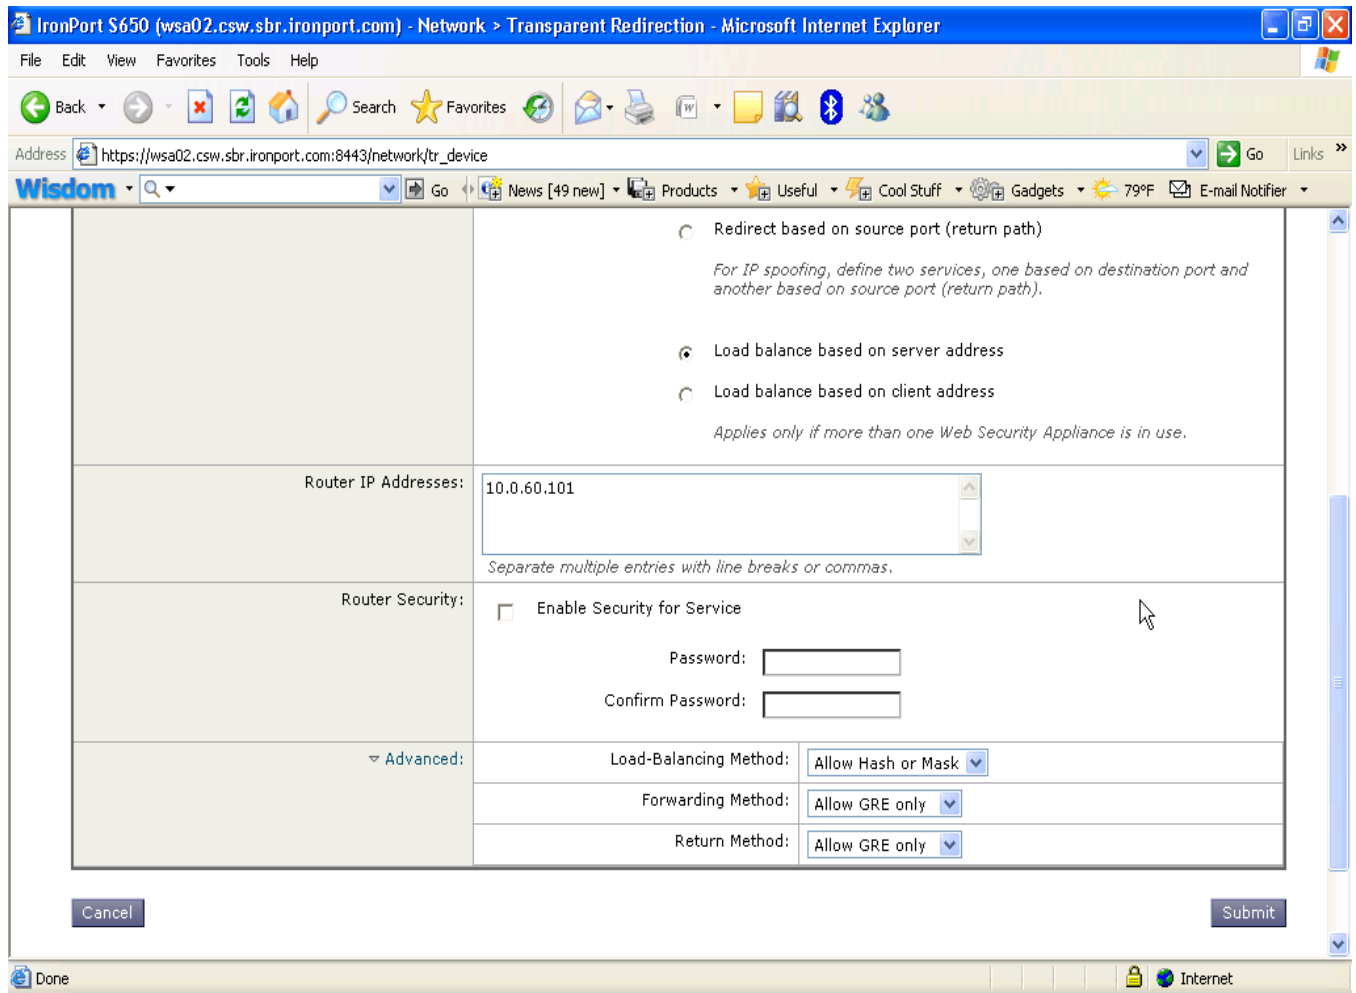 IronPort S650 (wsa02.csw.sbr.ironport.com) - Network > Transparent Redirection - Microsoft Internet Explorer
File Edit View Favorites Tools Help
Back Search Favorites W
Address https://wsa02.csw.sbr.ironport.com:8443/network/tr_device Go Links »
Wisdom Go News [49 new] Products Useful Cool Stuff Gadgets 79°F E-mail Notifier
Redirect based on source port (return path)
For IP spoofing, define two services, one based on destination port and
another based on source port (return path).
Load balance based on server address
Load balance based on client address
Applies only if more than one Web Security Appliance is in use.
Router IP Addresses: 10.0.60.101
Separate multiple entries with line breaks or commas.
Router Security: Enable Security for Service
Password:
Confirm Password:
Advanced: Load-Balancing Method: Allow Hash or Mask
Forwarding Method: Allow GRE only
Return Method: Allow GRE only
Cancel Submit
Done Internet